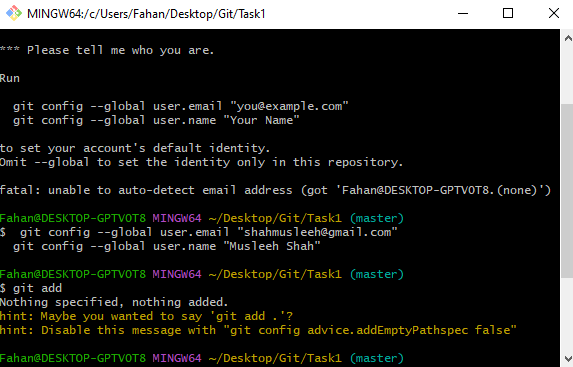 MINGW64:/c/Users/Fahan/Desktop/Git/Task1
*** Please tell me who you are.
Run
git config --global user.email "you@example.com"
git config --global user.name "Your Name"
to set your account's default identity.
Omit --global to set the identity only in this repository.
fatal: unable to auto-detect email address (got 'Fahan@DESKTOP-GPTVOT8.(none)')
Fahan@DESKTOP-GPTVOT8 MINGW64 ~/Desktop/Git/Task1 (master)
$  git config --global user.email "shahmusleeh@gmail.com"
git config --global user.name "Musleeh Shah"
Fahan@DESKTOP-GPTVOT8 MINGW64 ~/Desktop/Git/Task1 (master)
$ git add
Nothing specified, nothing added.
hint: Maybe you wanted to say 'git add .'?
hint: Disable this message with "git config advice.addEmptyPathspec false"
Fahan@DESKTOP-GPTVOT8 MINGW64 ~/Desktop/Git/Task1 (master)